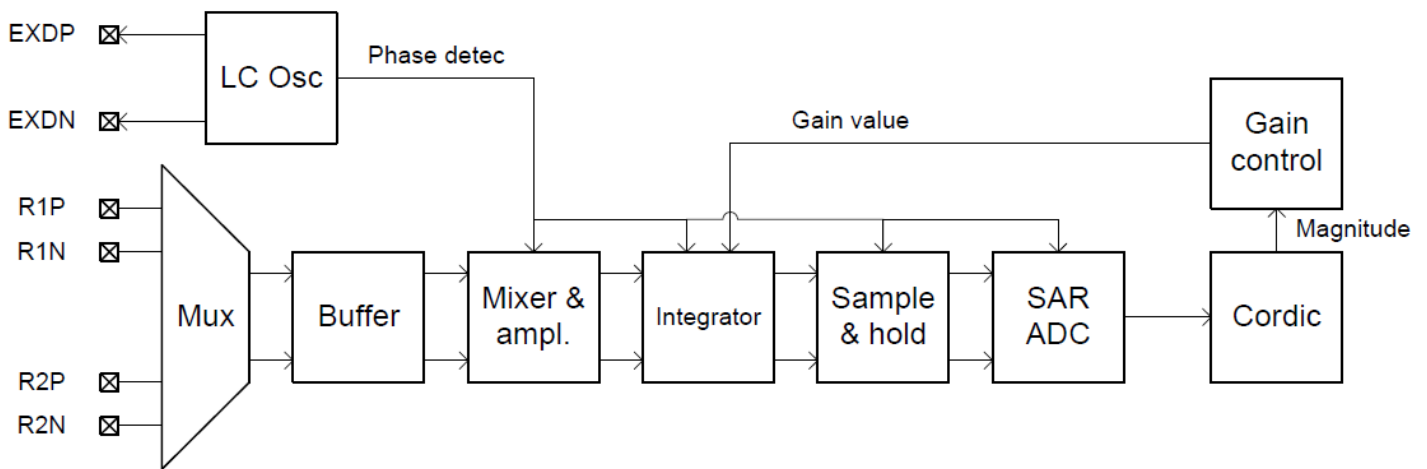 EXDP
EXDN
LC Osc
Phase detec
Gain value
Gain
control
Magnitude
R1P
R1N
R2P
R2N
Mux
Buffer
Mixer &
ampl.
Integrator
Sample
& hold
SAR
ADC
Cordic